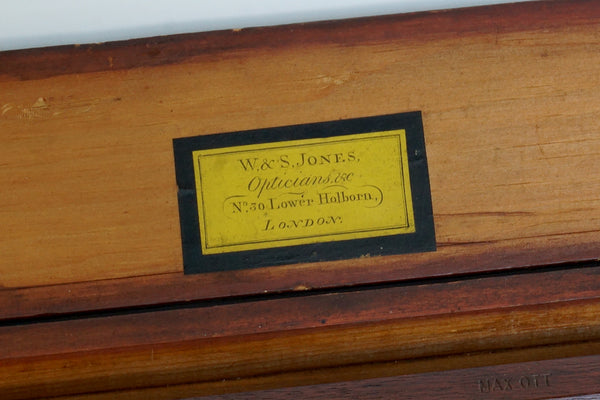 W. & S. JONES,
Opticians, &c
No. 30 Lower Holborn,
LONDON.
MAX OTT